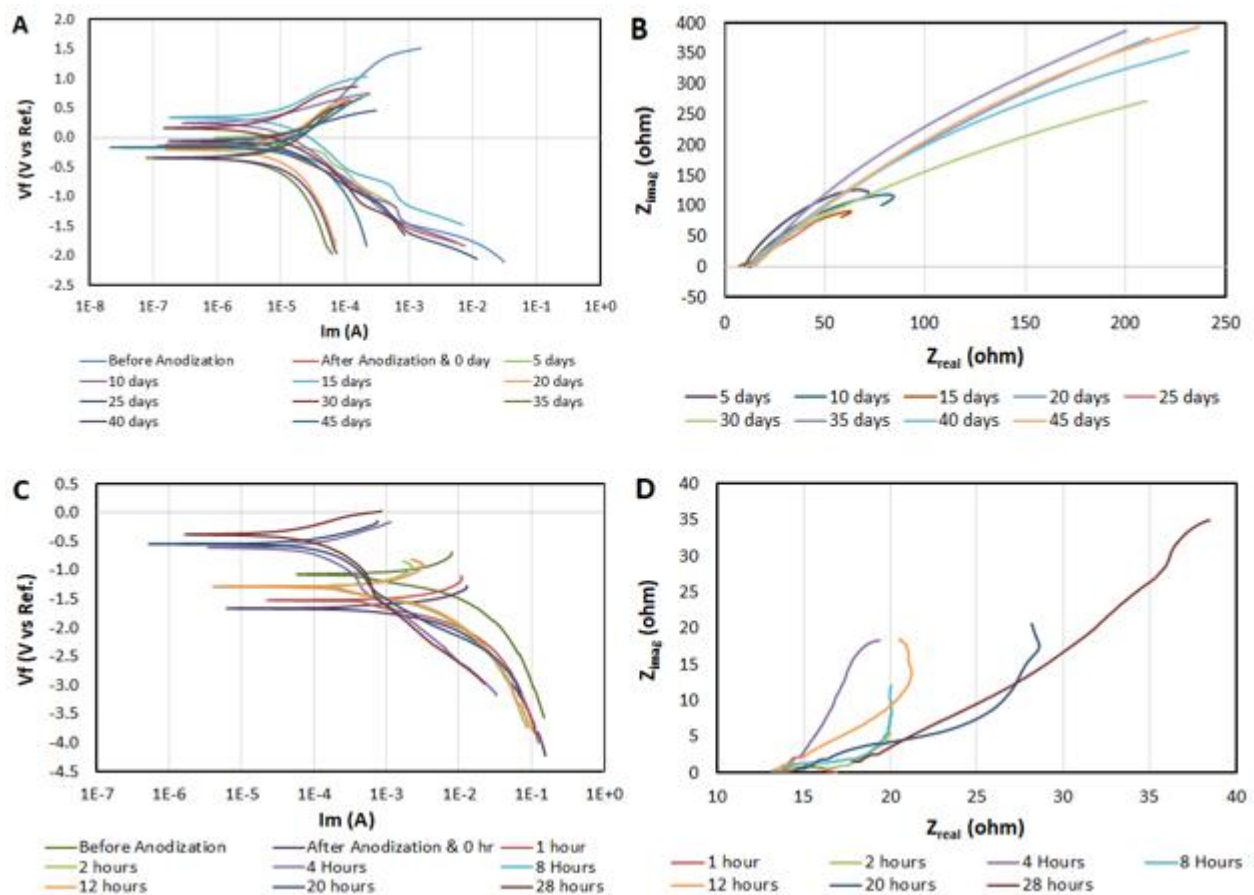 A
2.0
1.5
1.0
0.5
0.0
-0.5
-1.0
-1.5
-2.0
-2.5
Vf (V vs Ref.)
1E-8 1E-7 1E-6 1E-5 1E-4 1E-3 1E-2 1E-1 1E+0
Im (A)
Before Anodization After Anodization & 0 day 5 days
10 days 15 days 20 days
25 days 30 days 35 days
40 days 45 days
B
400
350
300
250
200
150
100
50
0
-50
Zimag (ohm)
0 50 100 150 200 250
Zreal (ohm)
5 days 10 days 15 days 20 days 25 days
30 days 35 days 40 days 45 days
C
0.5
0.0
-0.5
-1.0
-1.5
-2.0
-2.5
-3.0
-3.5
-4.0
-4.5
Vf (V vs Ref.)
1E-7 1E-6 1E-5 1E-4 1E-3 1E-2 1E-1 1E+0
Im (A)
Before Anodization After Anodization & 0 hr 1 hour
2 hours 4 Hours 8 Hours
12 hours 20 hours 28 hours
D
40
35
30
25
20
15
10
5
0
Zimag (ohm)
10 15 20 25 30 35 40
Zreal (ohm)
1 hour 2 hours 4 Hours 8 Hours
12 hours 20 hours 28 hours